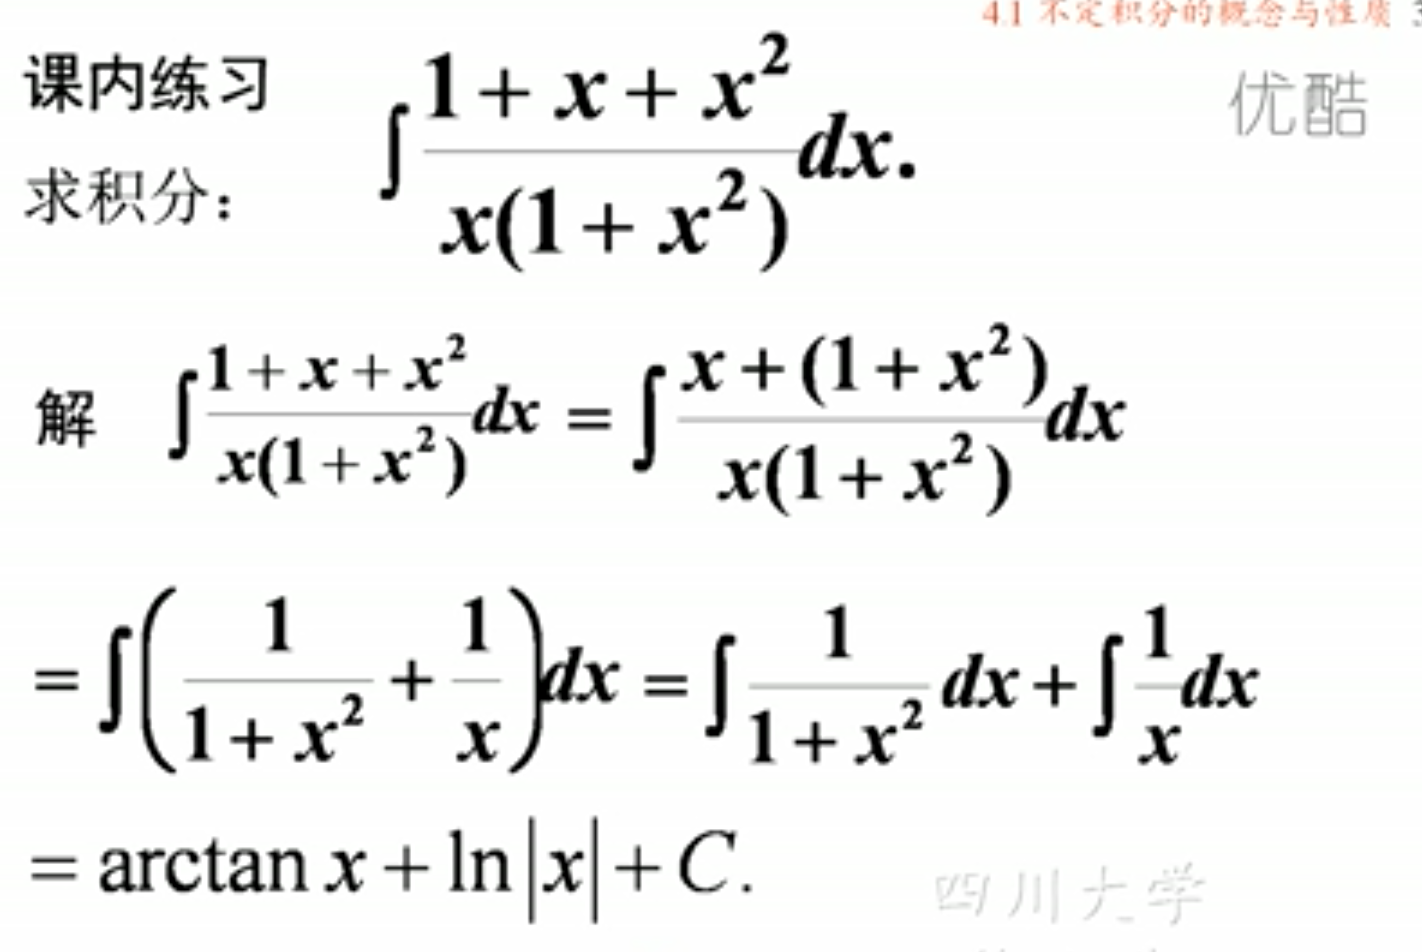 4.1 不定积分的概念与性质 3
优酷
课内练习
求积分： ∫ (1 + x + x²) / (x(1 + x²)) dx.
解 ∫ (1 + x + x²) / (x(1 + x²)) dx = ∫ (x + (1 + x²)) / (x(1 + x²)) dx
= ∫ ( 1 / (1 + x²) + 1 / x ) dx = ∫ 1 / (1 + x²) dx + ∫ 1 / x dx
= arctan x + ln|x| + C.
四川大学